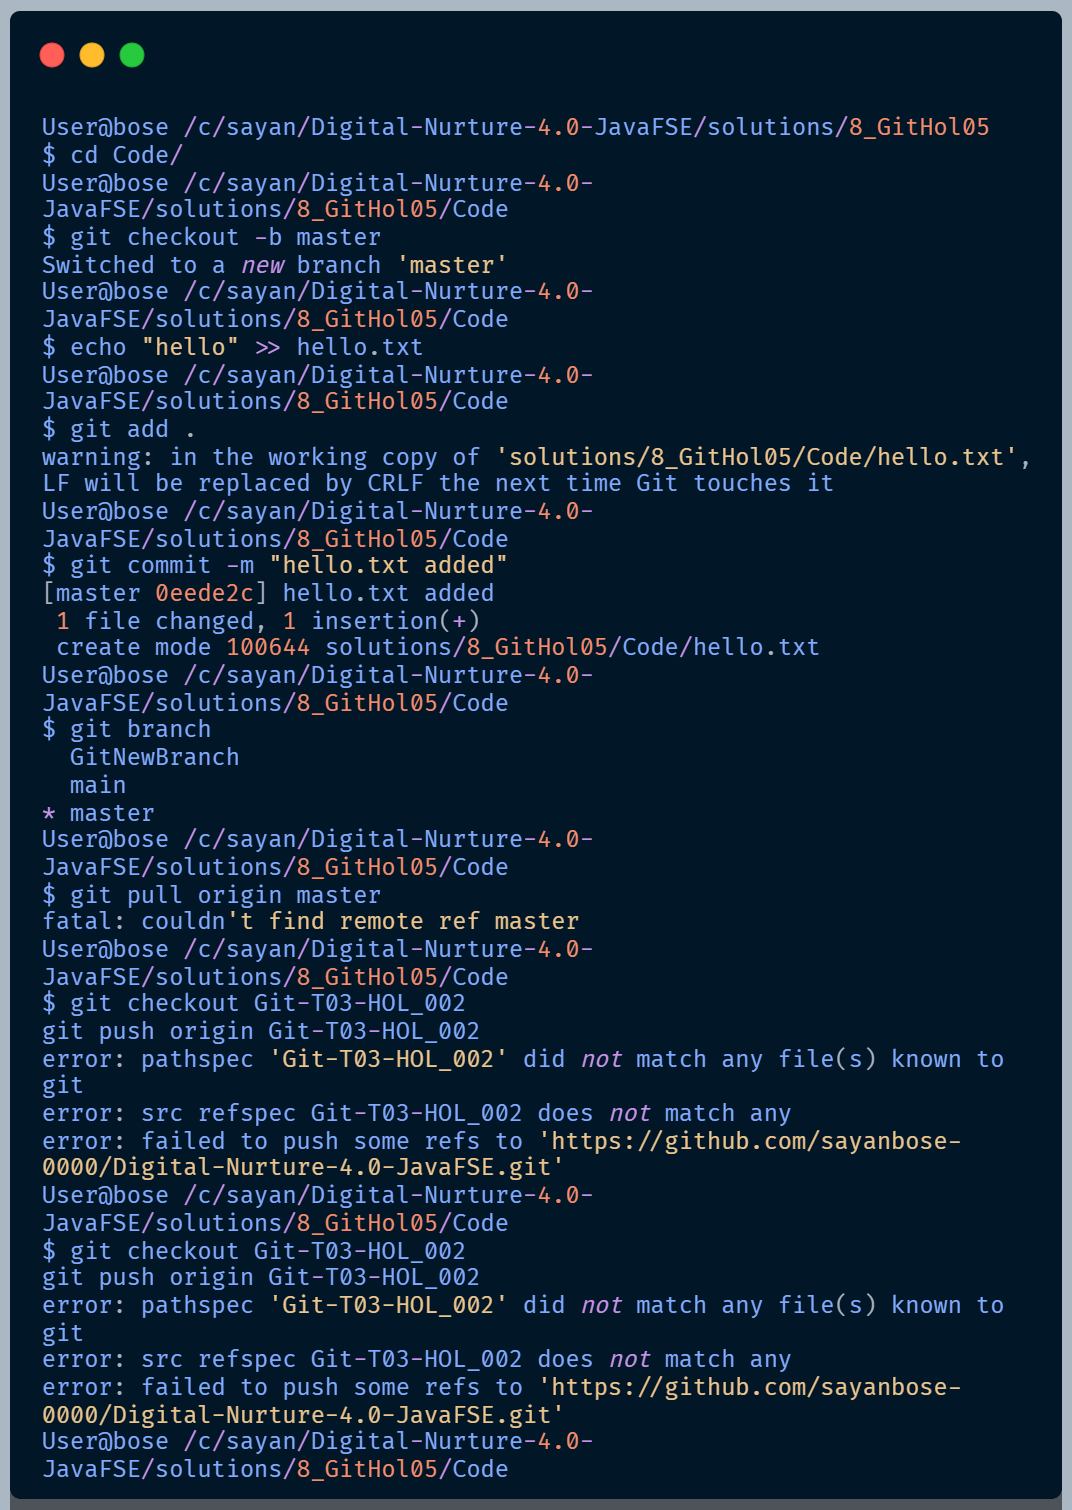 User@bose /c/sayan/Digital-Nurture-4.0-JavaFSE/solutions/8_GitHol05
$ cd Code/
User@bose /c/sayan/Digital-Nurture-4.0-
JavaFSE/solutions/8_GitHol05/Code
$ git checkout -b master
Switched to a new branch 'master'
User@bose /c/sayan/Digital-Nurture-4.0-
JavaFSE/solutions/8_GitHol05/Code
$ echo "hello" >> hello.txt
User@bose /c/sayan/Digital-Nurture-4.0-
JavaFSE/solutions/8_GitHol05/Code
$ git add .
warning: in the working copy of 'solutions/8_GitHol05/Code/hello.txt',
LF will be replaced by CRLF the next time Git touches it
User@bose /c/sayan/Digital-Nurture-4.0-
JavaFSE/solutions/8_GitHol05/Code
$ git commit -m "hello.txt added"
[master 0eede2c] hello.txt added
 1 file changed, 1 insertion(+)
 create mode 100644 solutions/8_GitHol05/Code/hello.txt
User@bose /c/sayan/Digital-Nurture-4.0-
JavaFSE/solutions/8_GitHol05/Code
$ git branch
  GitNewBranch
  main
* master
User@bose /c/sayan/Digital-Nurture-4.0-
JavaFSE/solutions/8_GitHol05/Code
$ git pull origin master
fatal: couldn't find remote ref master
User@bose /c/sayan/Digital-Nurture-4.0-
JavaFSE/solutions/8_GitHol05/Code
$ git checkout Git-T03-HOL_002
git push origin Git-T03-HOL_002
error: pathspec 'Git-T03-HOL_002' did not match any file(s) known to
git
error: src refspec Git-T03-HOL_002 does not match any
error: failed to push some refs to 'https://github.com/sayanbose-
0000/Digital-Nurture-4.0-JavaFSE.git'
User@bose /c/sayan/Digital-Nurture-4.0-
JavaFSE/solutions/8_GitHol05/Code
$ git checkout Git-T03-HOL_002
git push origin Git-T03-HOL_002
error: pathspec 'Git-T03-HOL_002' did not match any file(s) known to
git
error: src refspec Git-T03-HOL_002 does not match any
error: failed to push some refs to 'https://github.com/sayanbose-
0000/Digital-Nurture-4.0-JavaFSE.git'
User@bose /c/sayan/Digital-Nurture-4.0-
JavaFSE/solutions/8_GitHol05/Code